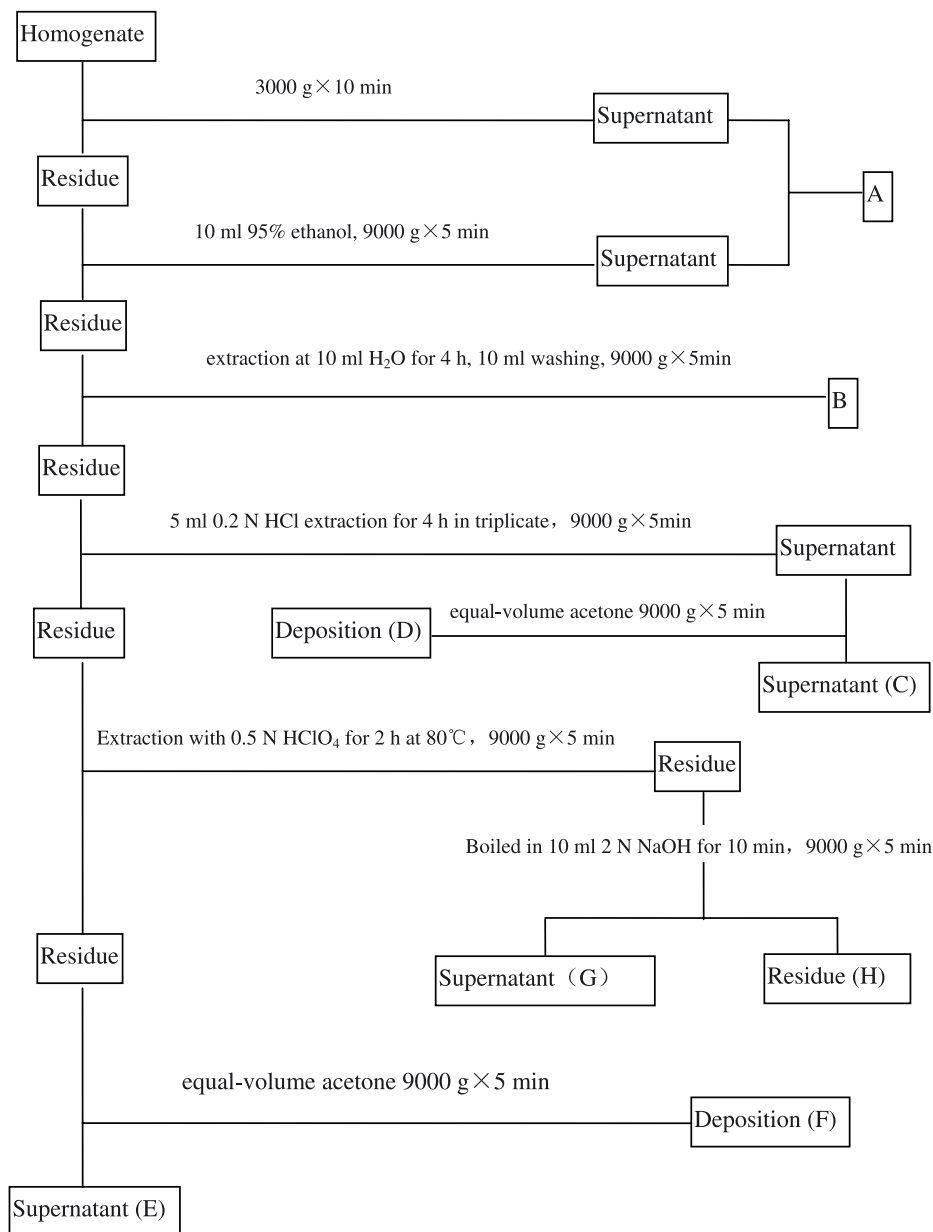 Homogenate
3000 g×10 min
Supernatant
Residue
A
10 ml 95% ethanol, 9000 g×5 min
Supernatant
Residue
extraction at 10 ml H₂O for 4 h, 10 ml washing, 9000 g×5min
B
Residue
5 ml 0.2 N HCl extraction for 4 h in triplicate，9000 g×5min
Supernatant
Residue
Deposition (D)
equal-volume acetone 9000 g×5 min
Supernatant (C)
Extraction with 0.5 N HClO₄ for 2 h at 80℃，9000 g×5 min
Residue
Boiled in 10 ml 2 N NaOH for 10 min，9000 g×5 min
Residue
Supernatant（G）
Residue (H)
equal-volume acetone 9000 g×5 min
Deposition (F)
Supernatant (E)